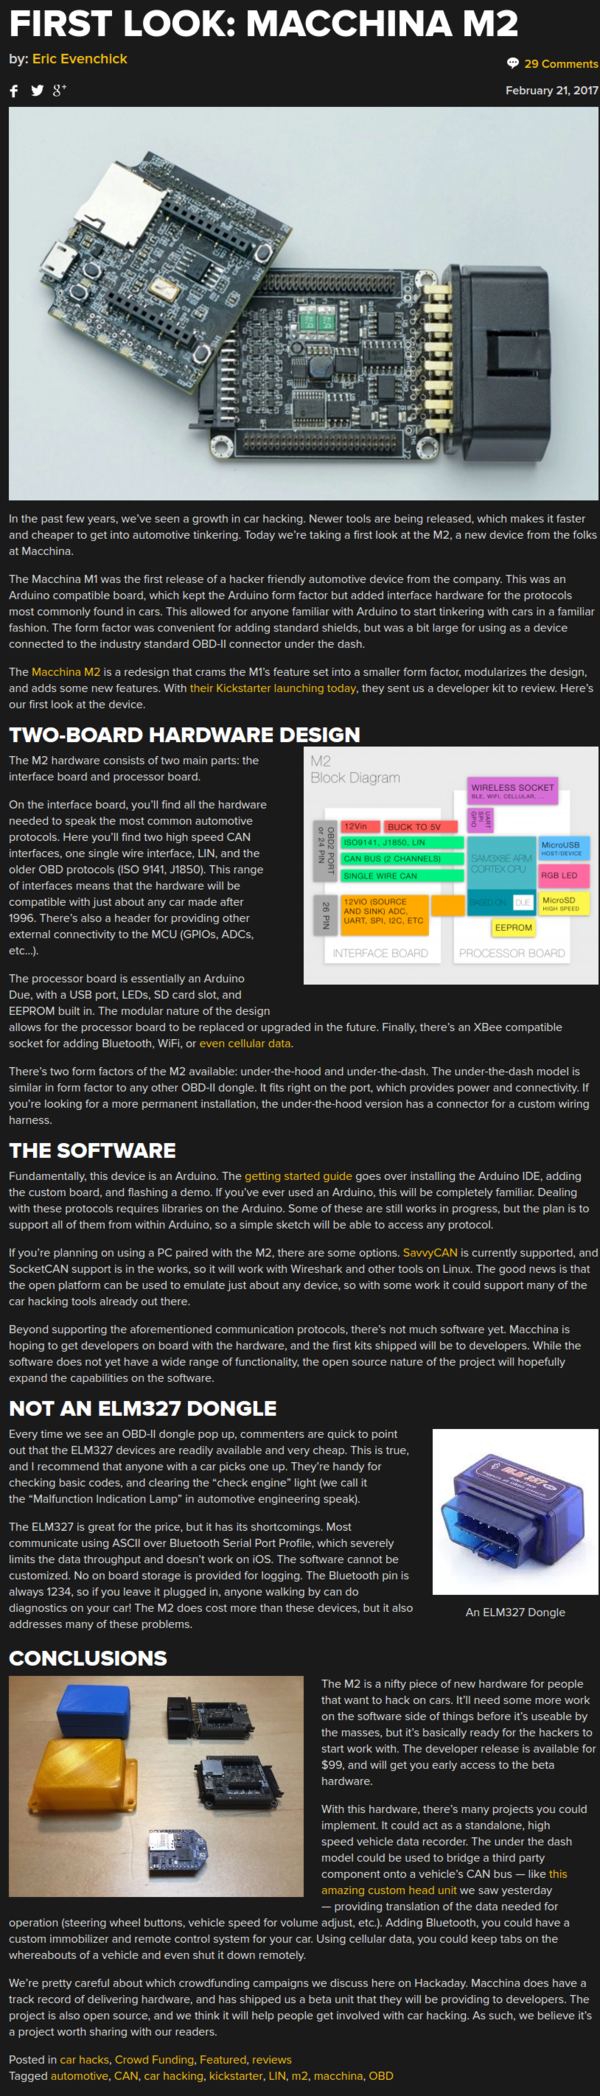 FIRST LOOK: MACCHINA M2
by: Eric Evenchick
29 Comments
February 21, 2017
In the past few years, we've seen a growth in car hacking. Newer tools are being released, which makes it faster
and cheaper to get into automotive tinkering. Today we're taking a first look at the M2, a new device from the folks
at Macchina.
The Macchina M1 was the first release of a hacker friendly automotive device from the company. This was an
Arduino compatible board, which kept the Arduino form factor but added interface hardware for the protocols
most commonly found in cars. This allowed for anyone familiar with Arduino to start tinkering with cars in a familiar
fashion. The form factor was convenient for adding standard shields, but was a bit large for using as a device
connected to the industry standard OBD-II connector under the dash.
The Macchina M2 is a redesign that crams the M1's feature set into a smaller form factor, modularizes the design,
and adds some new features. With their Kickstarter launching today, they sent us a developer kit to review. Here's
our first look at the device.
TWO-BOARD HARDWARE DESIGN
The M2 hardware consists of two main parts: the
interface board and processor board.
On the interface board, you'll find all the hardware
needed to speak the most common automotive
protocols. Here you'll find two high speed CAN
interfaces, one single wire interface, LIN, and the
older OBD protocols (ISO 9141, J1850). This range
of interfaces means that the hardware will be
compatible with just about any car made after
1996. There's also a header for providing other
external connectivity to the MCU (GPIOs, ADCs,
etc...).
M2
Block Diagram
WIRELESS SOCKET
BLE, WIFI, CELLULAR, ...
UART
SPI
GPIO
OBD2 PORT
or 24 PIN
12Vin
BUCK TO 5V
ISO9141, J1850, LIN
CAN BUS (2 CHANNELS)
SINGLE WIRE CAN
SAM3X8E ARM
CORTEX CPU
MicroUSB
HOST/DEVICE
RGB LED
26 PIN
12VIO (SOURCE
AND SINK) ADC,
UART, SPI, I2C, ETC
BASED ON: DUE
MicroSD
HIGH SPEED
EEPROM
INTERFACE BOARD
PROCESSOR BOARD
The processor board is essentially an Arduino
Due, with a USB port, LEDs, SD card slot, and
EEPROM built in. The modular nature of the design
allows for the processor board to be replaced or upgraded in the future. Finally, there's an XBee compatible
socket for adding Bluetooth, WiFi, or even cellular data.
There's two form factors of the M2 available: under-the-hood and under-the-dash. The under-the-dash model is
similar in form factor to any other OBD-II dongle. It fits right on the port, which provides power and connectivity. If
you're looking for a more permanent installation, the under-the-hood version has a connector for a custom wiring
harness.
THE SOFTWARE
Fundamentally, this device is an Arduino. The getting started guide goes over installing the Arduino IDE, adding
the custom board, and flashing a demo. If you've ever used an Arduino, this will be completely familiar. Dealing
with these protocols requires libraries on the Arduino. Some of these are still works in progress, but the plan is to
support all of them from within Arduino, so a simple sketch will be able to access any protocol.
If you're planning on using a PC paired with the M2, there are some options. SavvyCAN is currently supported, and
SocketCAN support is in the works, so it will work with Wireshark and other tools on Linux. The good news is that
the open platform can be used to emulate just about any device, so with some work it could support many of the
car hacking tools already out there.
Beyond supporting the aforementioned communication protocols, there's not much software yet. Macchina is
hoping to get developers on board with the hardware, and the first kits shipped will be to developers. While the
software does not yet have a wide range of functionality, the open source nature of the project will hopefully
expand the capabilities on the software.
NOT AN ELM327 DONGLE
Every time we see an OBD-II dongle pop up, commenters are quick to point
out that the ELM327 devices are readily available and very cheap. This is true,
and I recommend that anyone with a car picks one up. They're handy for
checking basic codes, and clearing the “check engine” light (we call it
the “Malfunction Indication Lamp” in automotive engineering speak).
The ELM327 is great for the price, but it has its shortcomings. Most
communicate using ASCII over Bluetooth Serial Port Profile, which severely
limits the data throughput and doesn't work on iOS. The software cannot be
customized. No on board storage is provided for logging. The Bluetooth pin is
always 1234, so if you leave it plugged in, anyone walking by can do
diagnostics on your car! The M2 does cost more than these devices, but it also
addresses many of these problems.
An ELM327 Dongle
CONCLUSIONS
The M2 is a nifty piece of new hardware for people
that want to hack on cars. It'll need some more work
on the software side of things before it's useable by
the masses, but it's basically ready for the hackers to
start work with. The developer release is available for
$99, and will get you early access to the beta
hardware.
With this hardware, there's many projects you could
implement. It could act as a standalone, high
speed vehicle data recorder. The under the dash
model could be used to bridge a third party
component onto a vehicle's CAN bus — like this
amazing custom head unit we saw yesterday
— providing translation of the data needed for
operation (steering wheel buttons, vehicle speed for volume adjust, etc.). Adding Bluetooth, you could have a
custom immobilizer and remote control system for your car. Using cellular data, you could keep tabs on the
whereabouts of a vehicle and even shut it down remotely.
We're pretty careful about which crowdfunding campaigns we discuss here on Hackaday. Macchina does have a
track record of delivering hardware, and has shipped us a beta unit that they will be providing to developers. The
project is also open source, and we think it will help people get involved with car hacking. As such, we believe it's
a project worth sharing with our readers.
Posted in car hacks, Crowd Funding, Featured, reviews
Tagged automotive, CAN, car hacking, kickstarter, LIN, m2, macchina, OBD